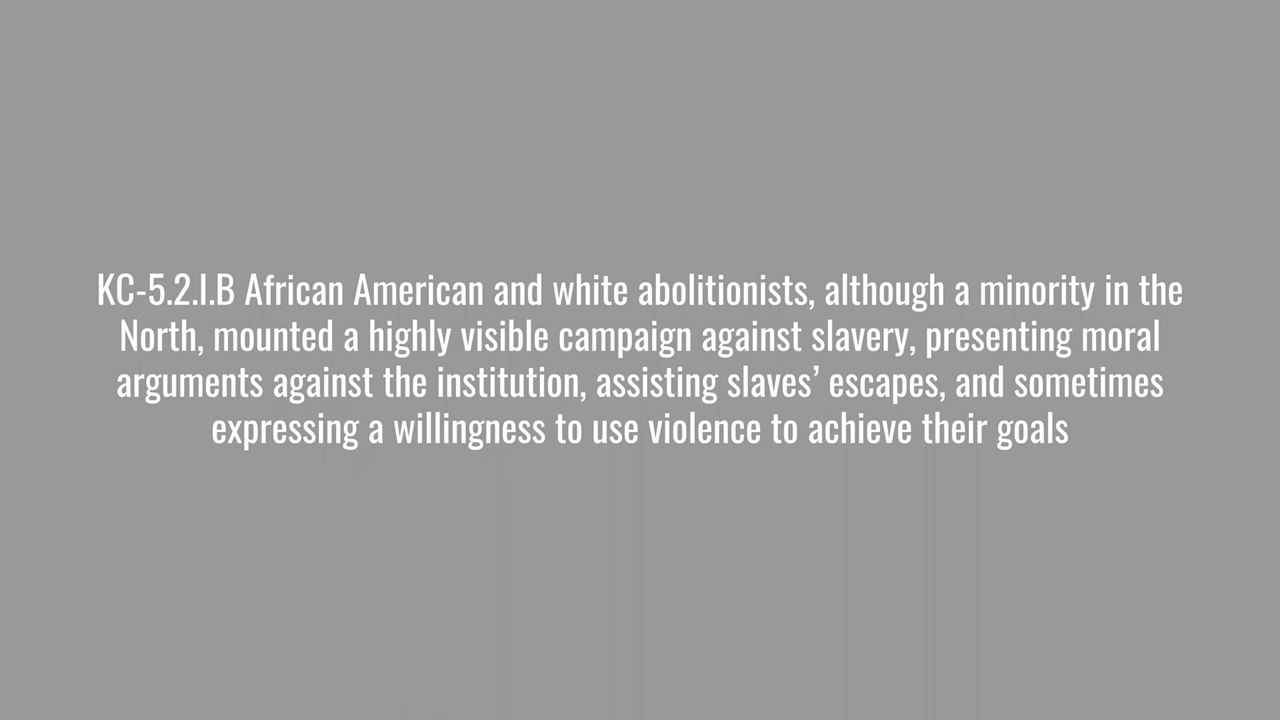 KC-5.2.I.B African American and white abolitionists, although a minority in the
North, mounted a highly visible campaign against slavery, presenting moral
arguments against the institution, assisting slaves’ escapes, and sometimes
expressing a willingness to use violence to achieve their goals